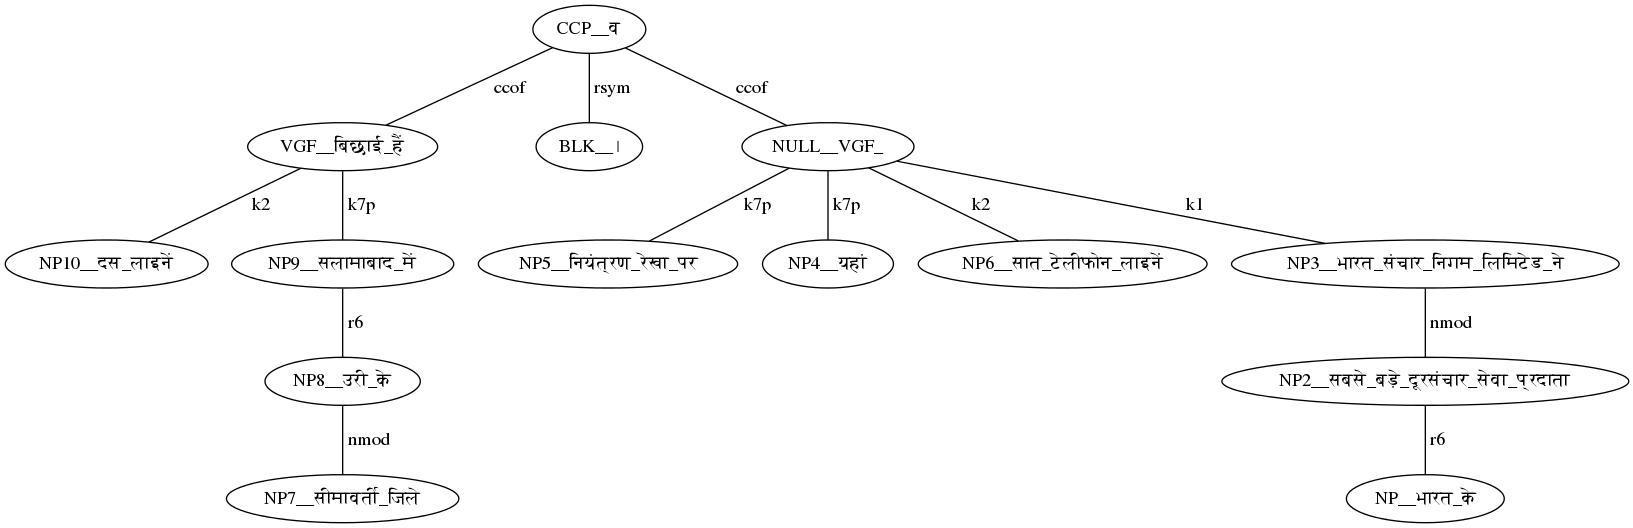 CCP__व
ccof rsym ccof
VGF__बिछाई_हैं BLK__। NULL__VGF_
k2 k7p k7p k7p k2 k1
NP10__दस_लाइनें NP9__सलामाबाद_में NP5__नियंत्रण_रेखा_पर NP4__यहां NP6__सात_टेलीफोन_लाइनें NP3__भारत_संचार_निगम_लिमिटेड_ने
r6 nmod
NP8__उरी_के NP2__सबसे_बड़े_दूरसंचार_सेवा_प्रदाता
nmod r6
NP7__सीमावर्ती_जिले NP__भारत_के